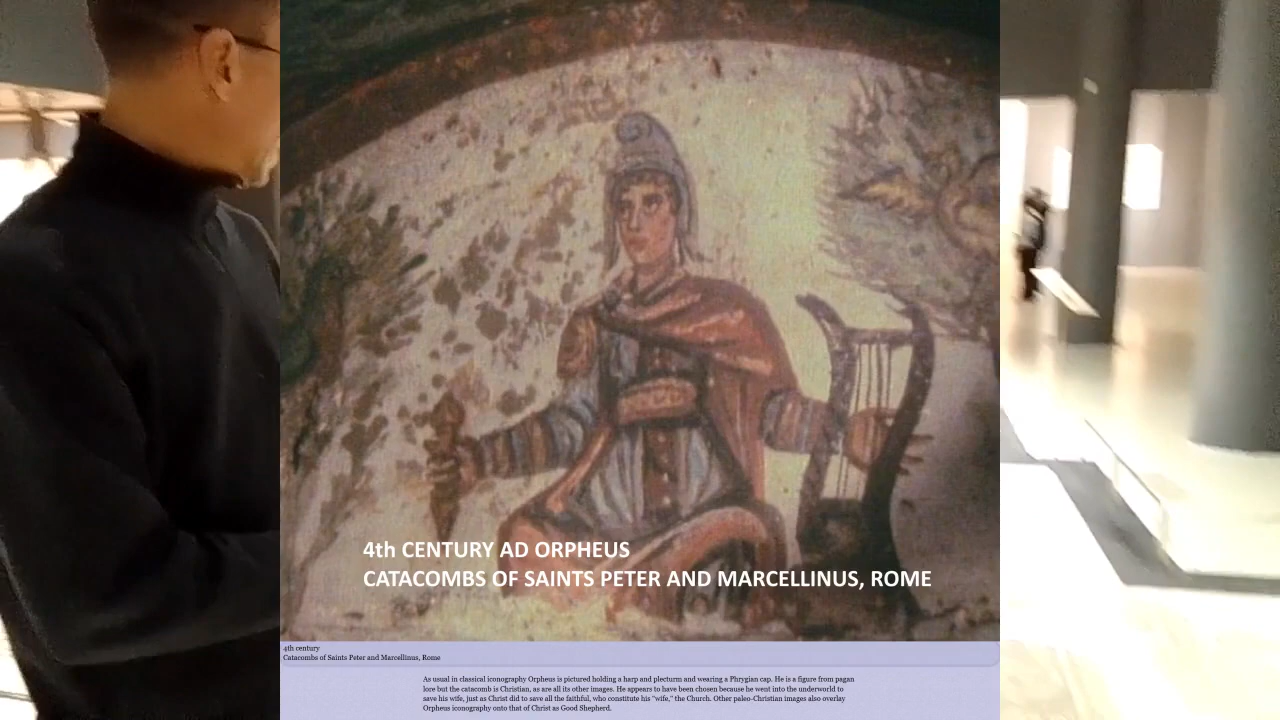 4th CENTURY AD ORPHEUS
CATACOMBS OF SAINTS PETER AND MARCELLINUS, ROME
4th century
Catacombs of Saints Peter and Marcellinus, Rome
As usual in classical iconography Orpheus is pictured holding a harp and plecturm and wearing a Phrygian cap. He is a figure from pagan
lore but the catacomb is Christian, as are all its other images. He appears to have been chosen because he went into the underworld to
save his wife, just as Christ did to save all the faithful, who constitute his "wife," the Church. Other paleo-Christian images also overlay
Orpheus iconography onto that of Christ as Good Shepherd.